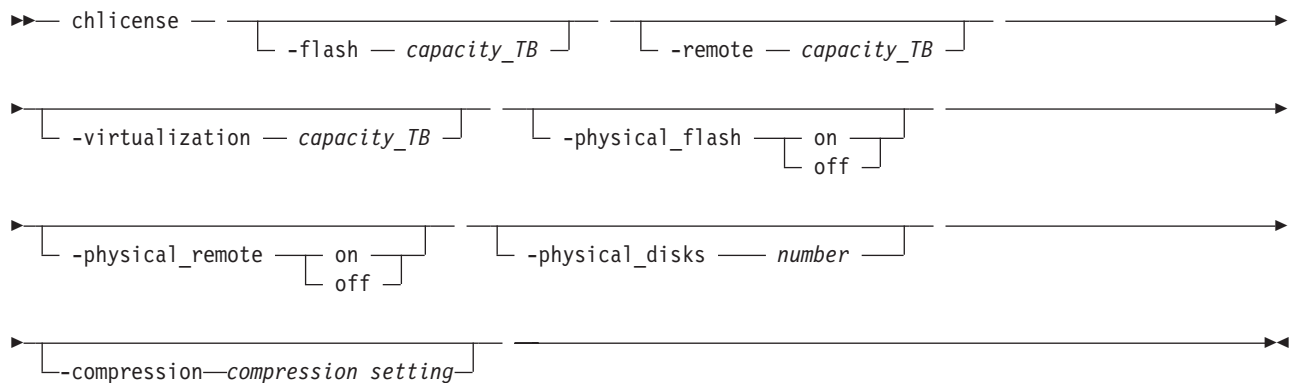 chlicense
-flash capacity_TB -remote capacity_TB
-virtualization capacity_TB -physical_flash on
off
-physical_remote on -physical_disks number
off
-compression compression setting